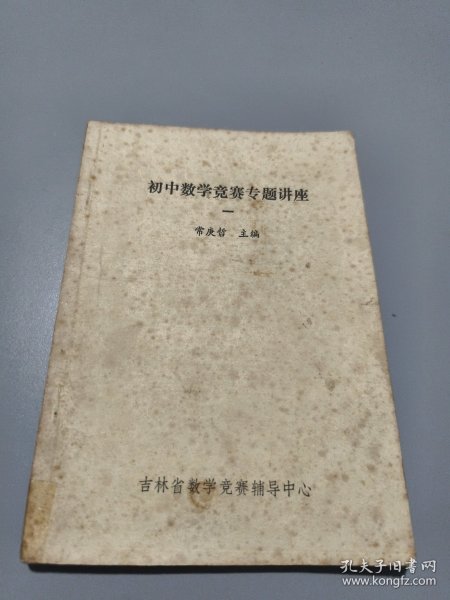 初中数学竞赛专题讲座
一
常庚哲 主编
吉林省数学竞赛辅导中心
孔夫子旧书网
www.kongfz.com